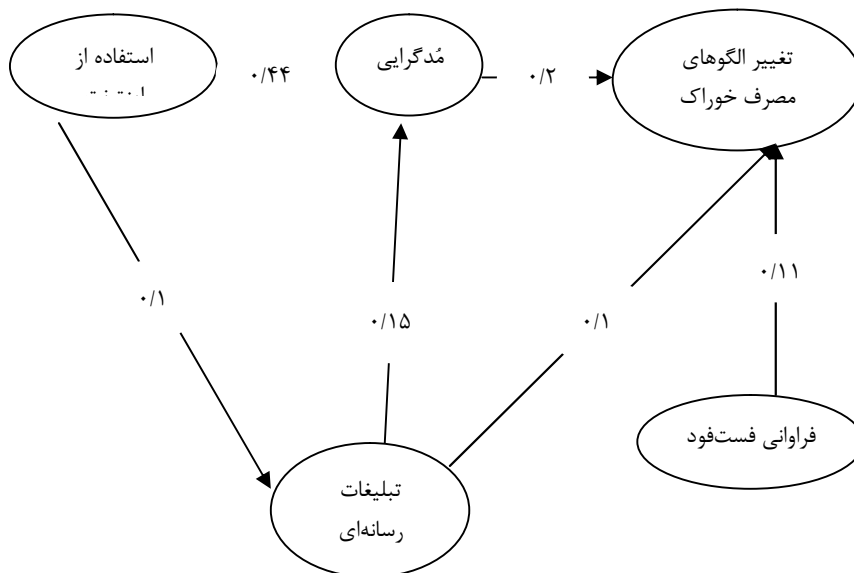 استفاده از
۰/۴۴
مُدگرایی
۰/۲
تغییر الگوهای
مصرف خوراک
۰/۱
۰/۱۵
۰/۱
۰/۱۱
فراوانی فست‌فود
تبلیغات
رسانه‌ای